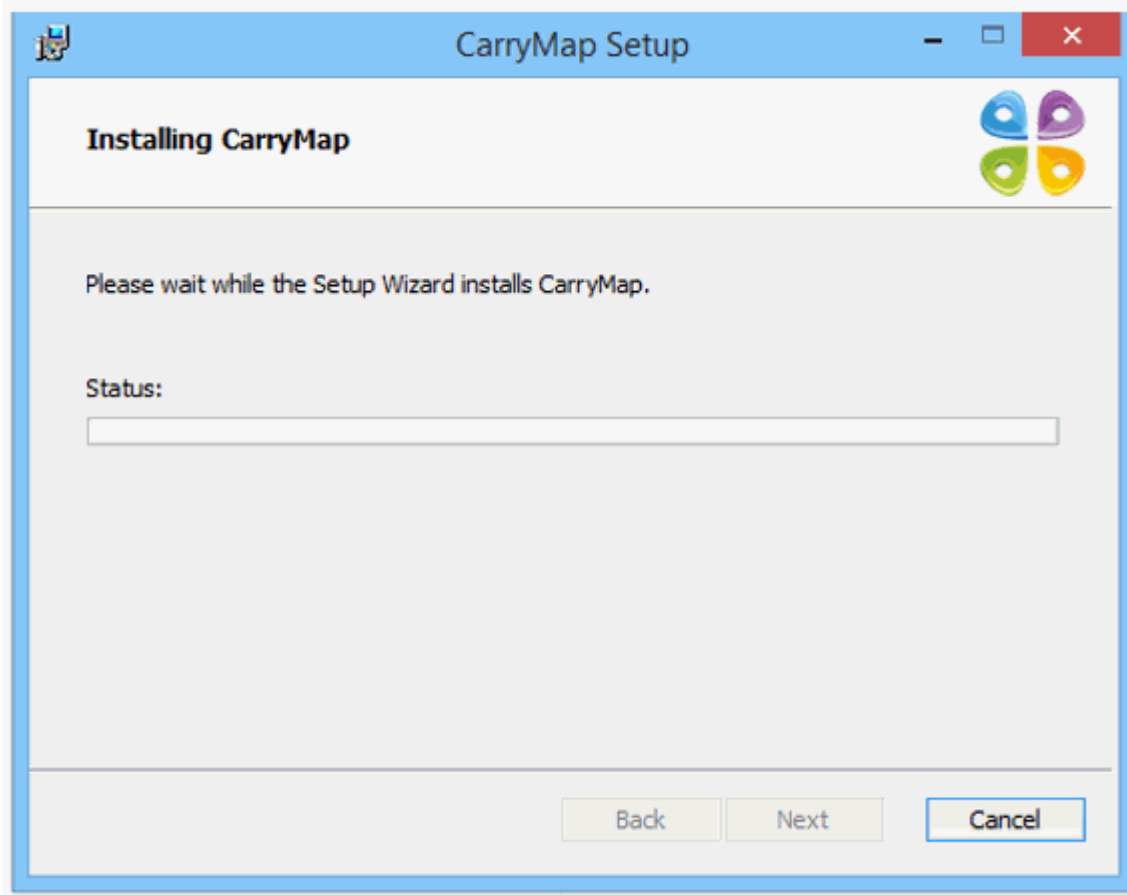 CarryMap Setup
Installing CarryMap
Please wait while the Setup Wizard installs CarryMap.
Status:
Back Next Cancel